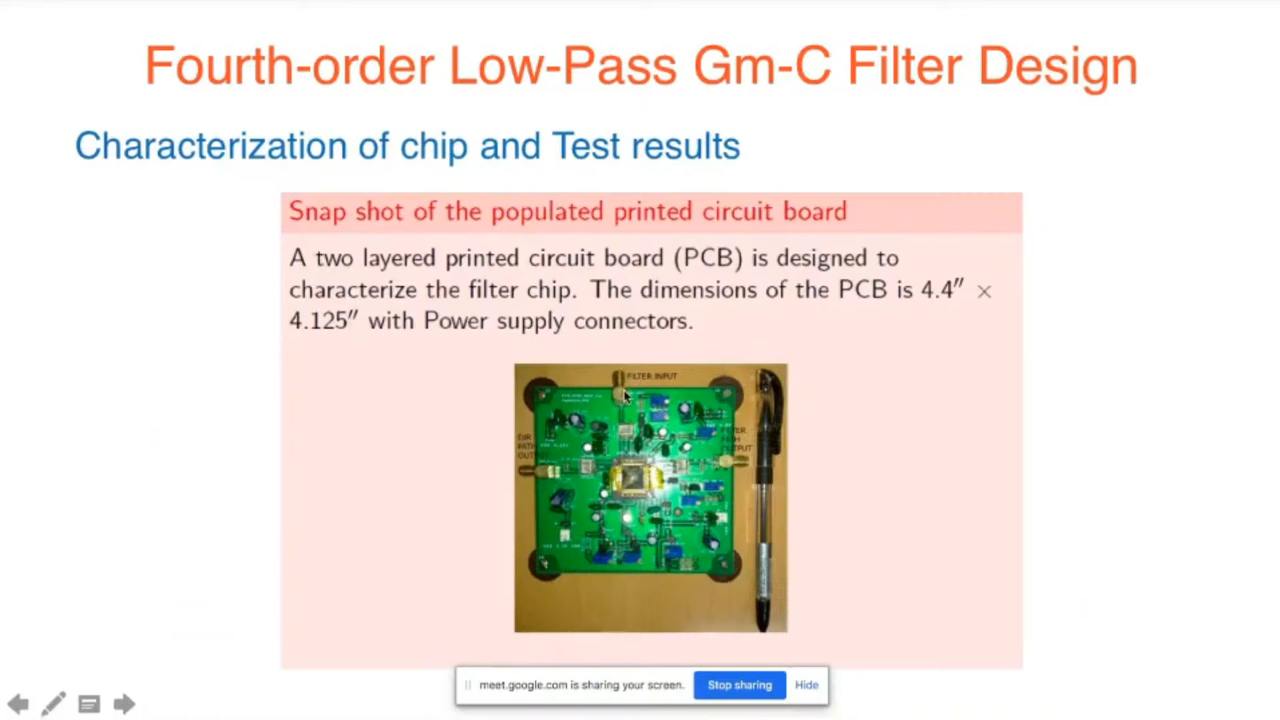 Fourth-order Low-Pass Gm-C Filter Design
Characterization of chip and Test results
Snap shot of the populated printed circuit board
A two layered printed circuit board (PCB) is designed to
characterize the filter chip. The dimensions of the PCB is 4.4″ ×
4.125″ with Power supply connectors.
FILTER INPUT
PATH
OUTPUT
meet.google.com is sharing your screen.
Stop sharing
Hide